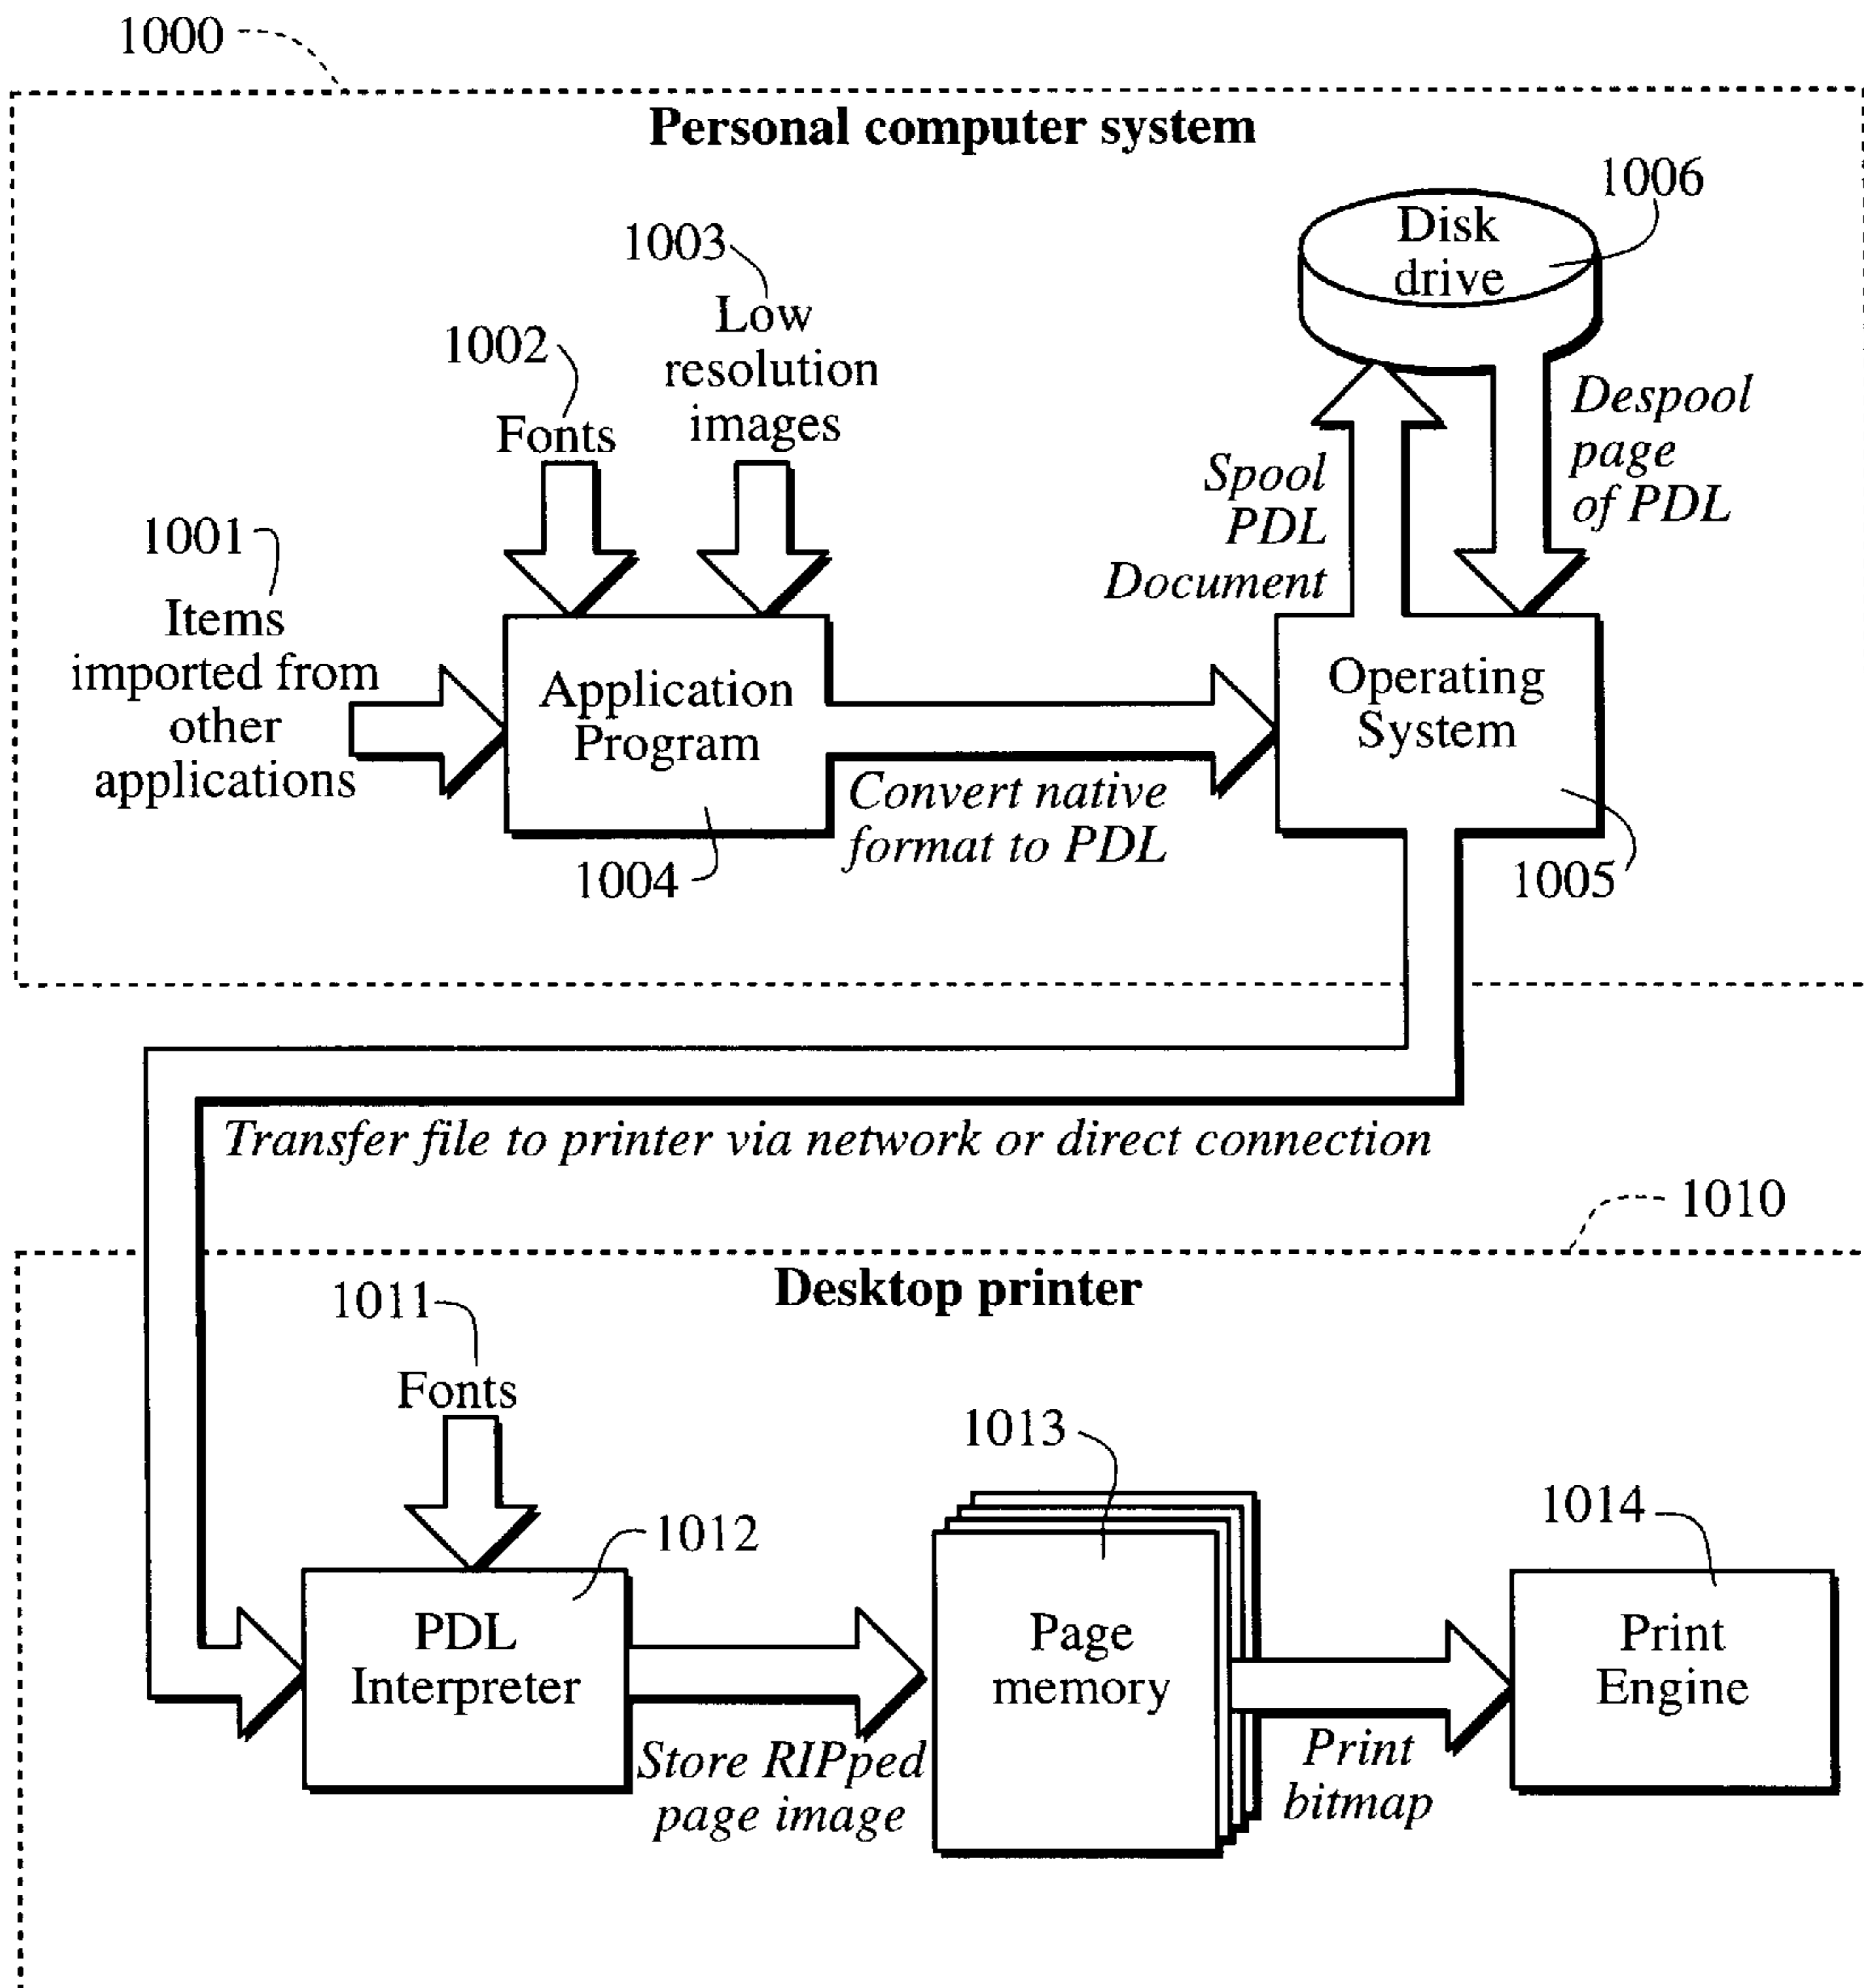 1000
Personal computer system
1006
Disk
drive
1003
Low
resolution
images
1002
Fonts
Despool
page
of PDL
Spool
PDL
Document
1001
Items
imported from
other
applications
Application
Program
Operating
System
Convert native
format to PDL
1004
1005
Transfer file to printer via network or direct connection
1010
Desktop printer
1011
Fonts
1013
1012
1014
PDL
Interpreter
Page
memory
Print
Engine
Store RIPped
page image
Print
bitmap